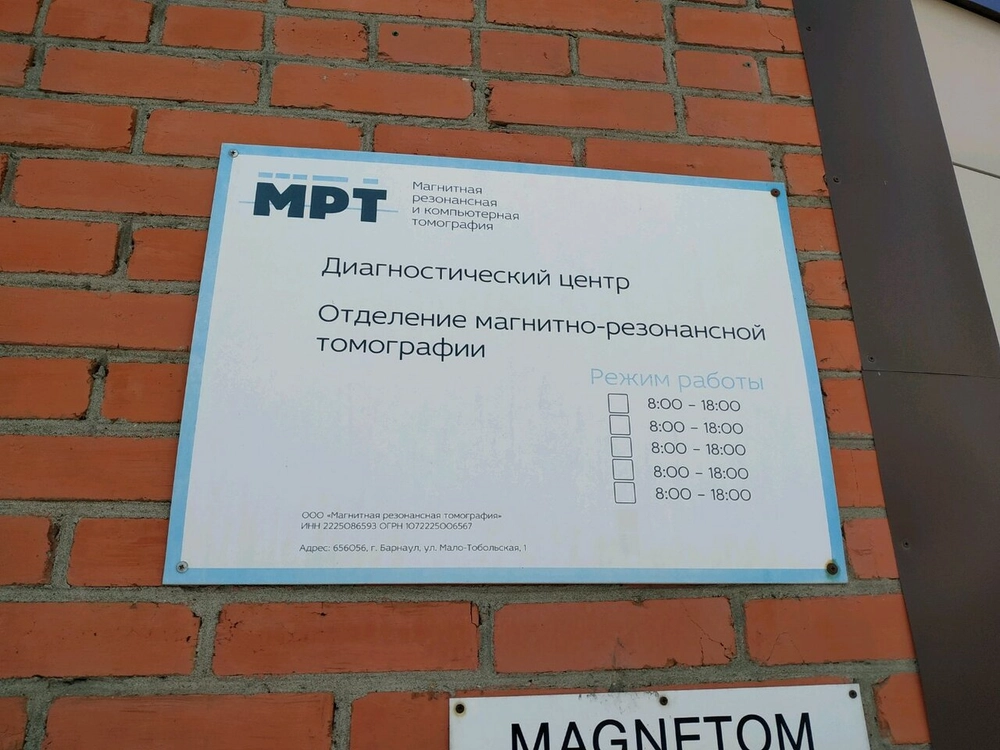 МРТ
Магнитная
резонансная
и компьютерная
томография
Диагностический центр
Отделение магнитно-резонансной
томографии
Режим работы
8:00 – 18:00
8:00 – 18:00
8:00 – 18:00
8:00 – 18:00
8:00 – 18:00
ООО «Магнитная резонансная томография»
ИНН 2225086593 ОГРН 1072225006567
Адрес: 656056, г. Барнаул, ул. Мало-Тобольская, 1
MAGNETOM